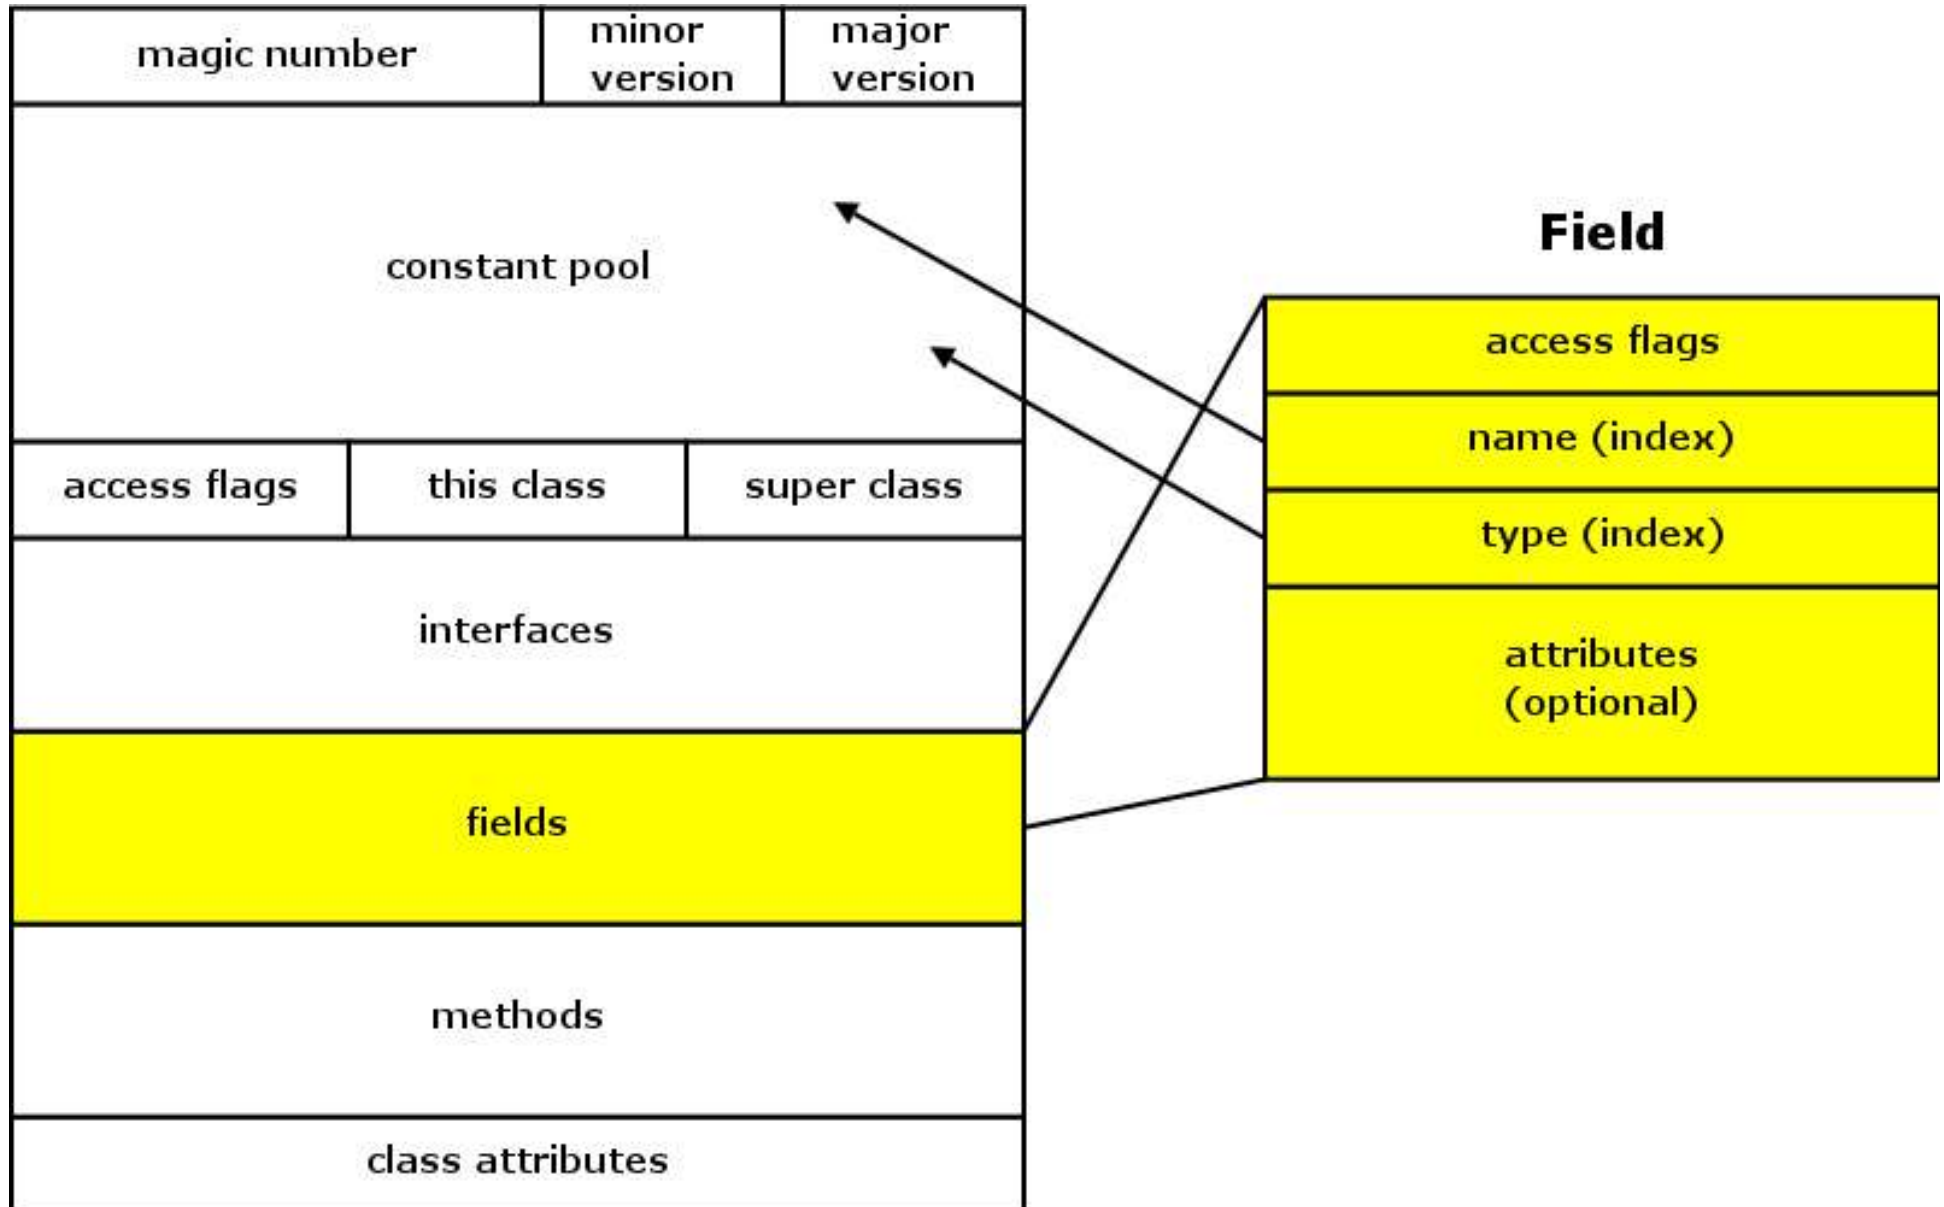 magic number
minor
version
major
version
constant pool
access flags
this class
super class
interfaces
fields
methods
class attributes
Field
access flags
name (index)
type (index)
attributes
(optional)